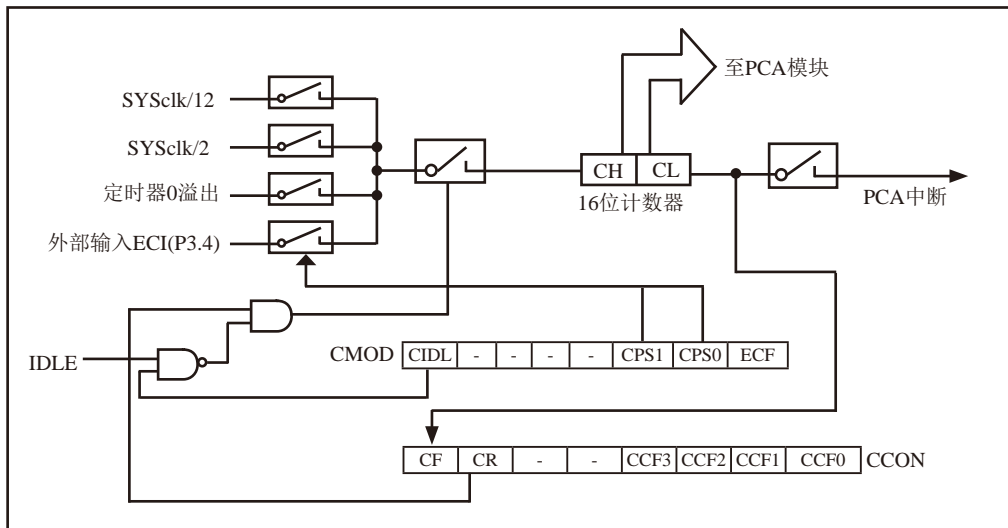 至PCA模块
SYSclk/12
SYSclk/2
定时器0溢出
外部输入ECI(P3.4)
CH CL
16位计数器
PCA中断
IDLE
CMOD CIDL - - - - CPS1 CPS0 ECF
CF CR - - CCF3 CCF2 CCF1 CCF0 CCON